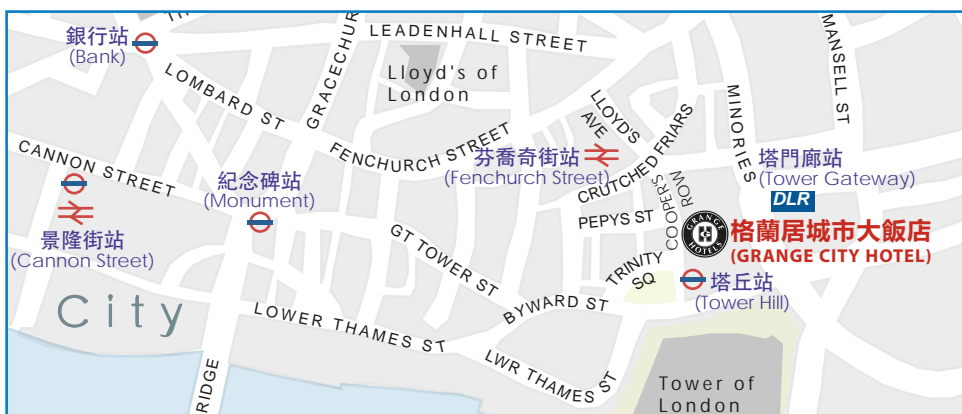 TH
銀行站
(Bank)
LEADENHALL STREET
GRACECHUR
LOMBARD ST
Lloyd's of
London
MANSELL ST
MINORIES
LLOYD'S
AVE
FENCHURCH STREET
芬喬奇街站
(Fenchurch Street)
CRUTCHED FRIARS
CANNON STREET
紀念碑站
(Monument)
塔門廊站
(Tower Gateway)
DLR
COOPER'S
ROW
PEPYS ST
GRANGE
HOTELS
格蘭居城市大飯店
(GRANGE CITY HOTEL)
景隆街站
(Cannon Street)
GT TOWER ST
TRINITY
SQ
塔丘站
(Tower Hill)
City
BYWARD ST
LOWER THAMES ST
LWR THAMES ST
RIDGE
Tower of
London